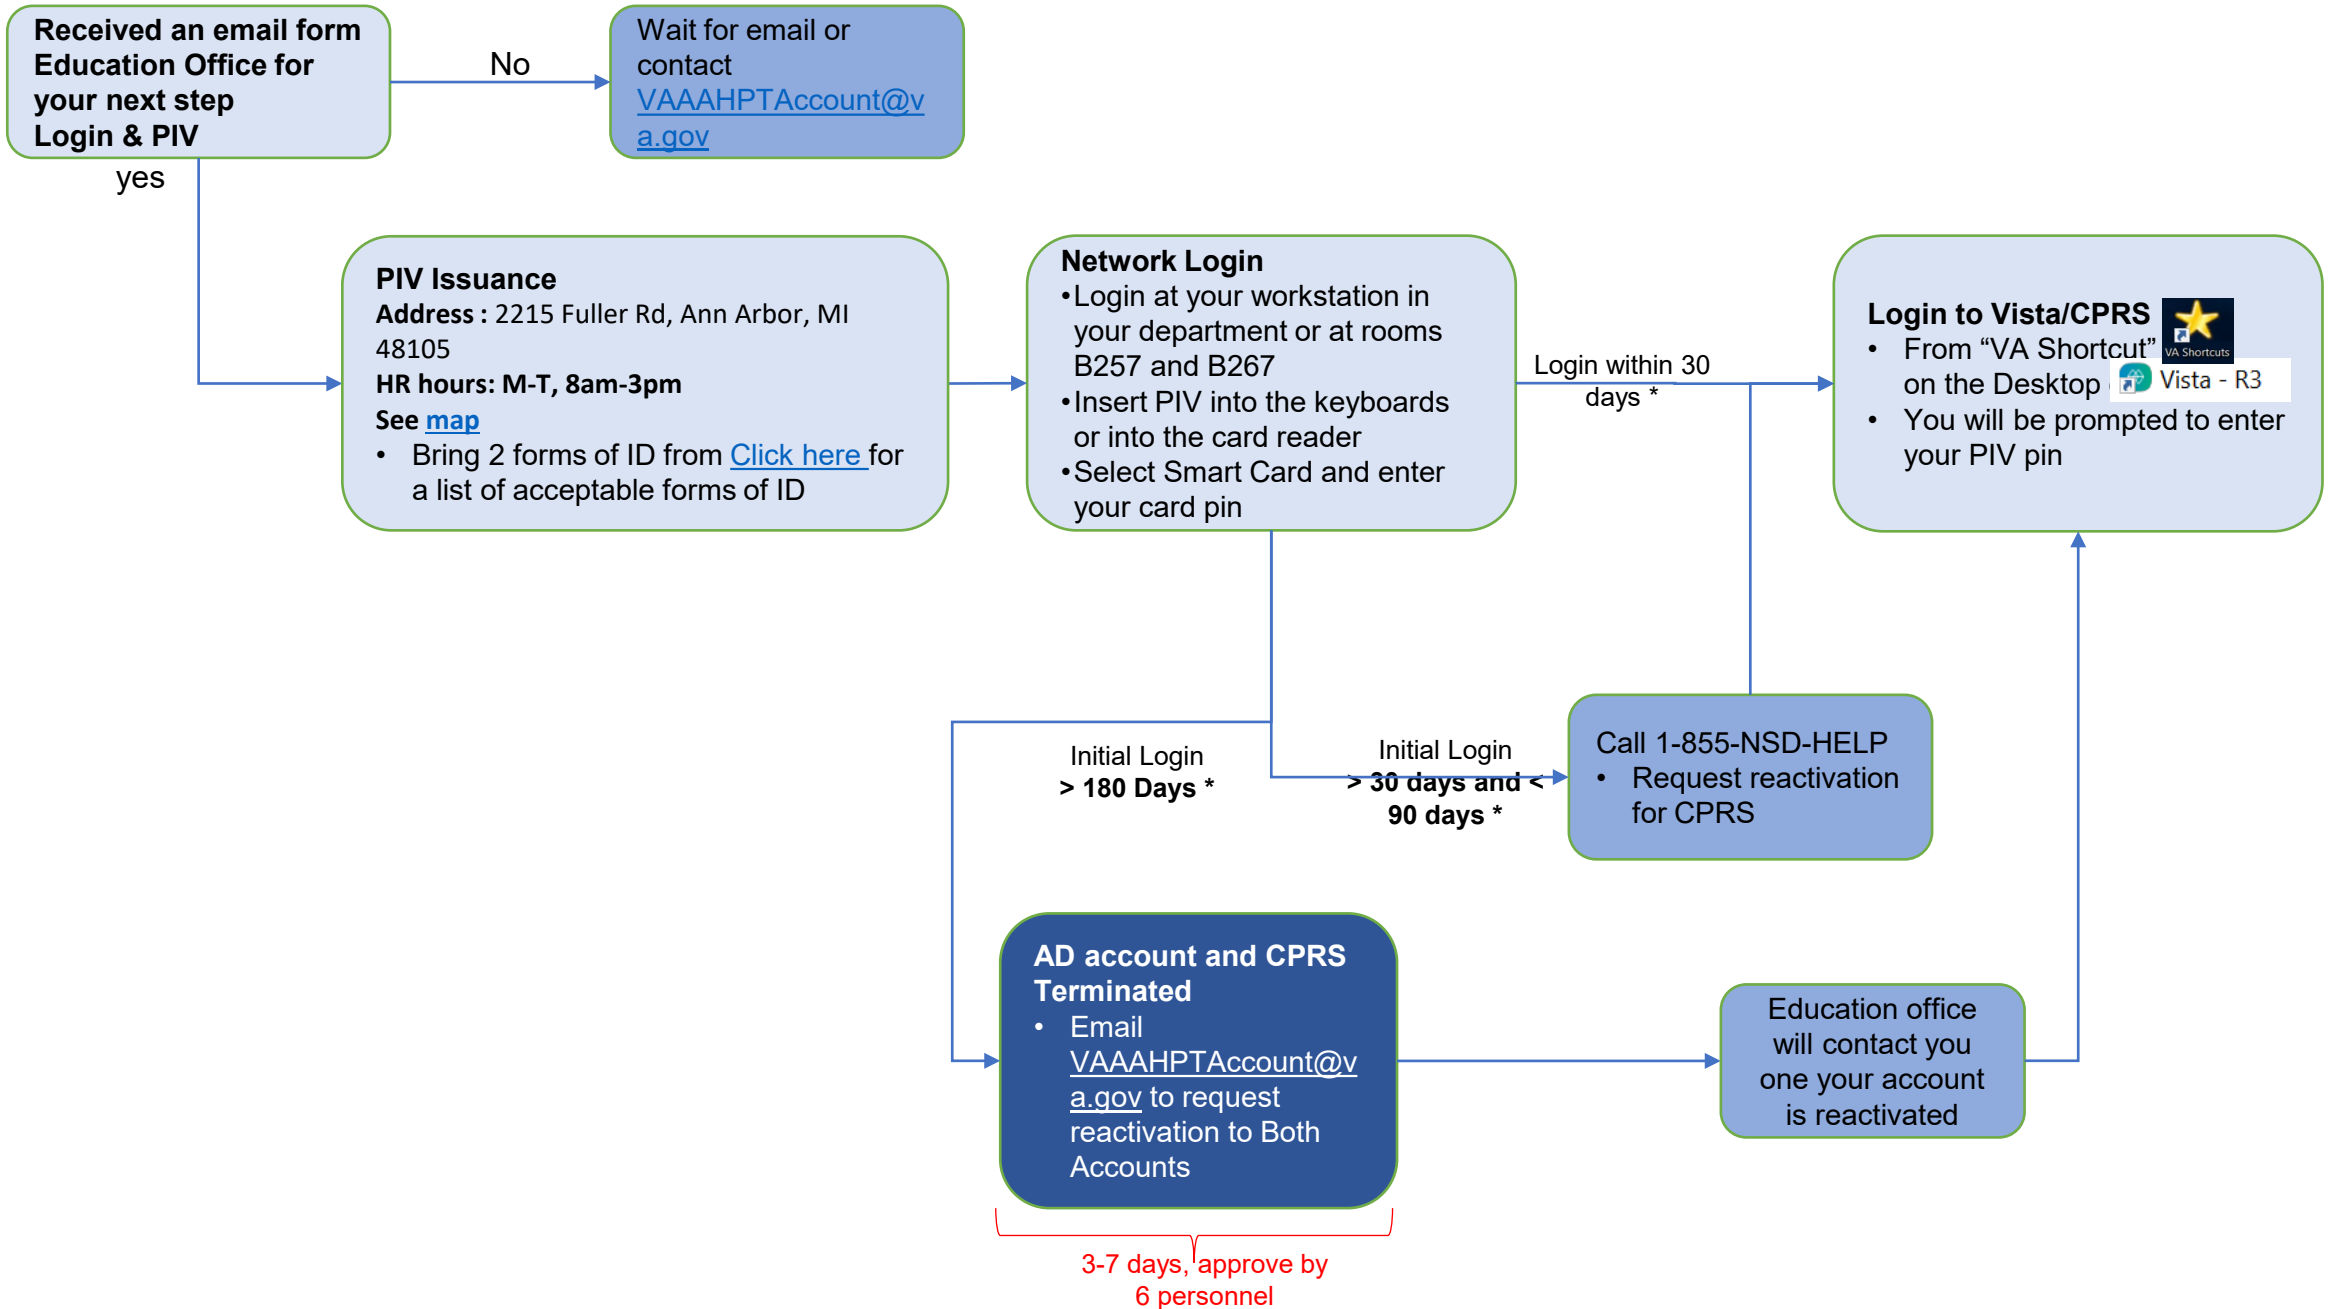 Received an email form
Education Office for
your next step
Login & PIV
No
Wait for email or
contact
VAAAHPTAccount@v
a.gov
yes
PIV Issuance
Address : 2215 Fuller Rd, Ann Arbor, MI
48105
HR hours: M-T, 8am-3pm
See map
• Bring 2 forms of ID from Click here for
a list of acceptable forms of ID
Network Login
•Login at your workstation in
your department or at rooms
B257 and B267
•Insert PIV into the keyboards
or into the card reader
•Select Smart Card and enter
your card pin
Login within 30
days *
Login to Vista/CPRS
• From “VA Shortcut”
on the Desktop
VA Shortcuts
Vista - R3
• You will be prompted to enter
your PIV pin
Initial Login
> 180 Days *
Initial Login
> 30 days and <
90 days *
Call 1-855-NSD-HELP
• Request reactivation
for CPRS
AD account and CPRS
Terminated
• Email
VAAAHPTAccount@v
a.gov to request
reactivation to Both
Accounts
Education office
will contact you
one your account
is reactivated
3-7 days, approve by
6 personnel